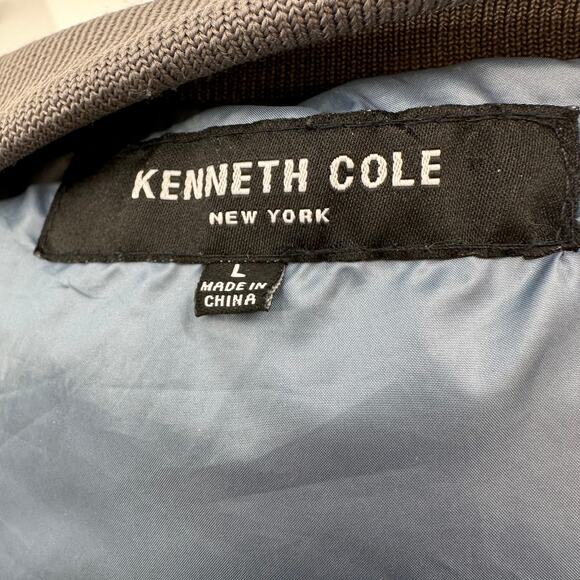 KENNETH COLE
NEW YORK
L
MADE IN
CHINA